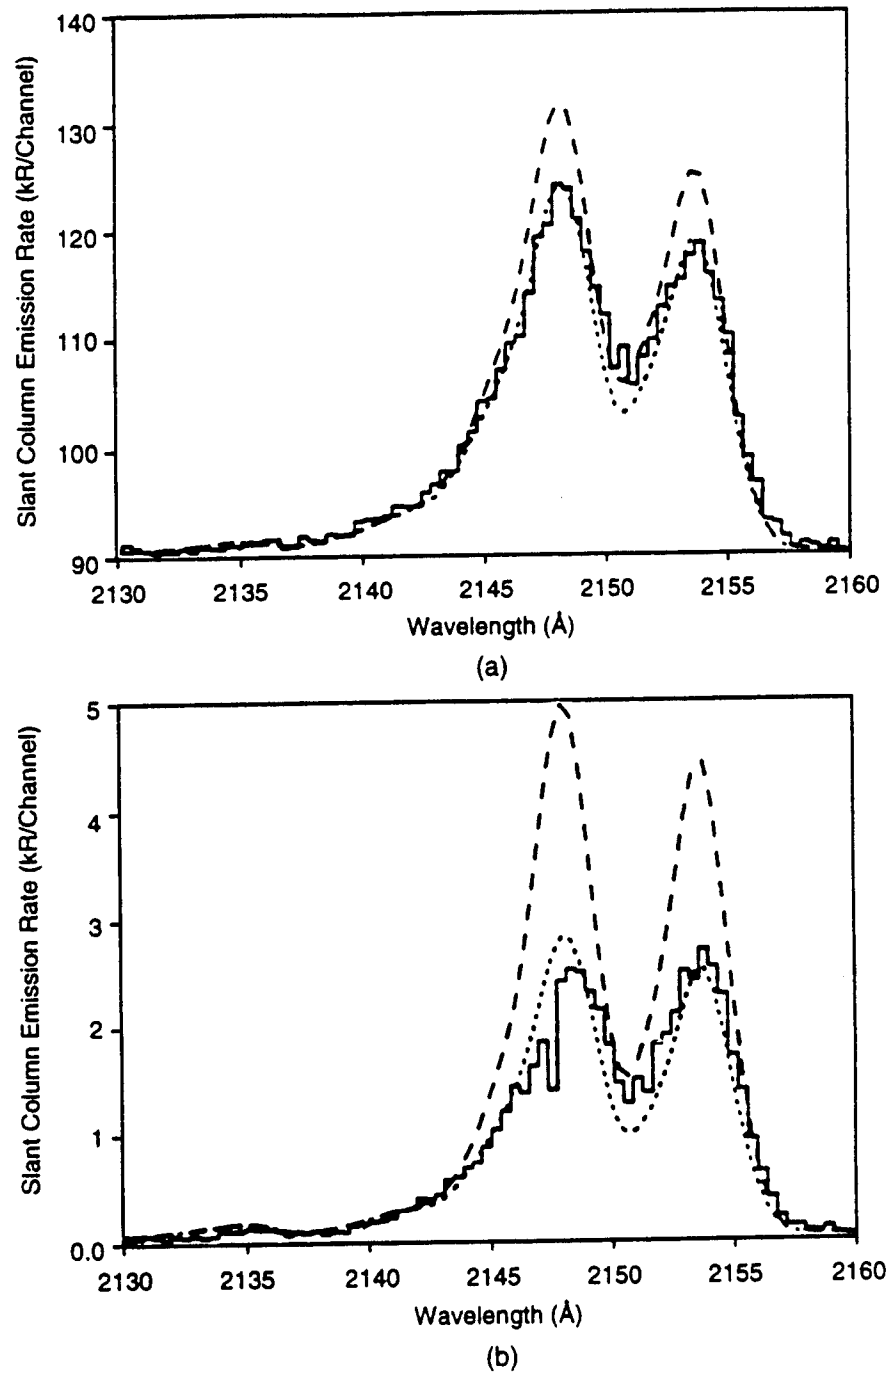 140
130
120
110
100
90
Slant Column Emission Rate (kR/Channel)
2130 2135 2140 2145 2150 2155 2160
Wavelength (Å)
(a)
5
4
3
2
1
0.0
Slant Column Emission Rate (kR/Channel)
2130 2135 2140 2145 2150 2155 2160
Wavelength (Å)
(b)